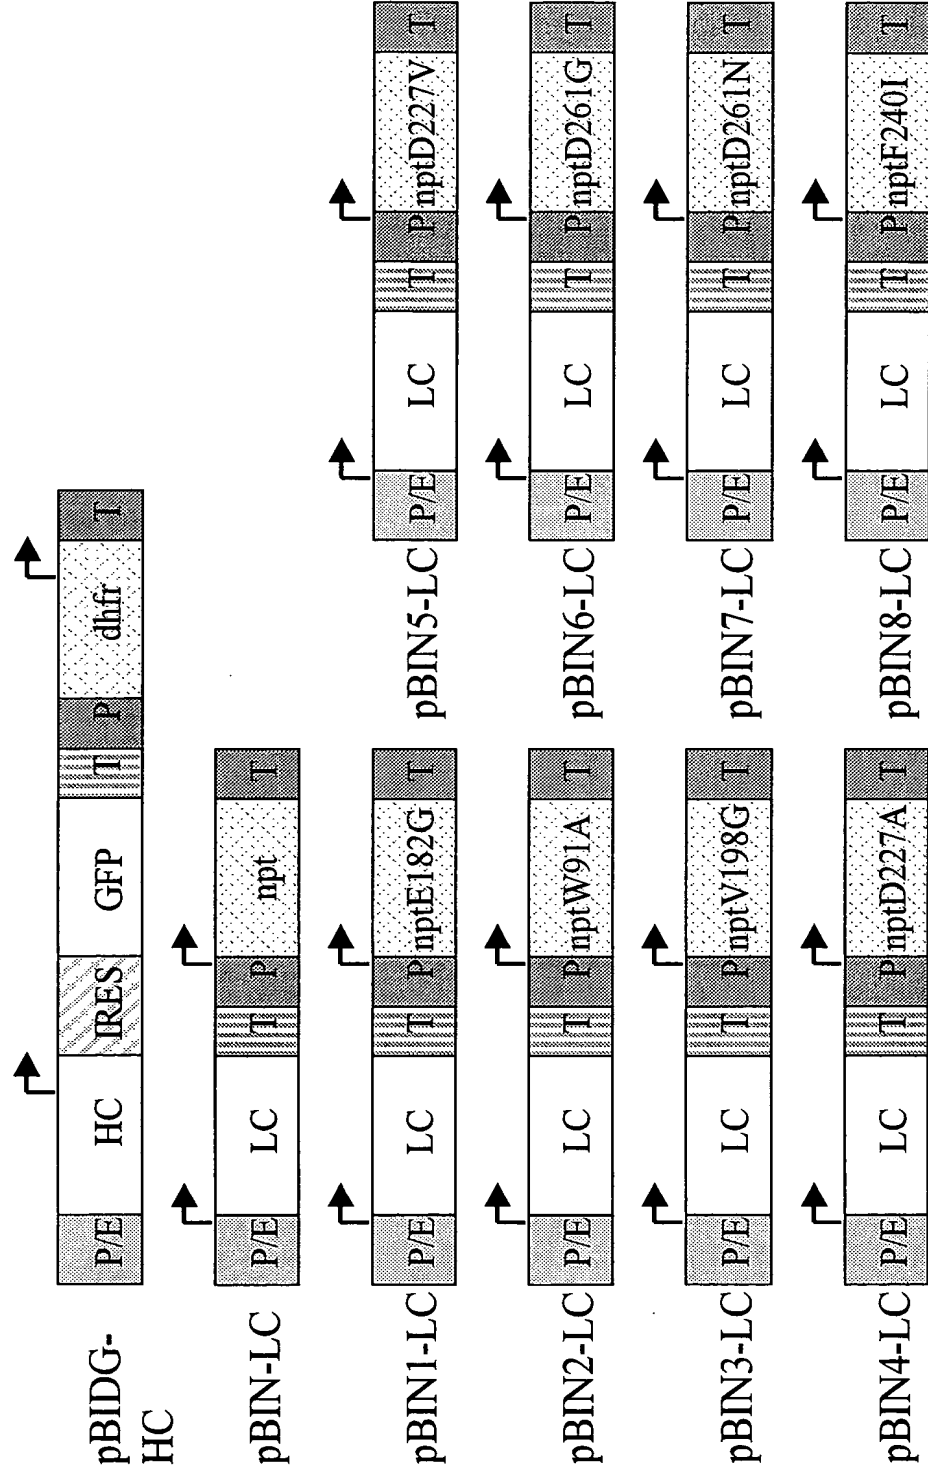 pBIDG-
HC
P/E HC IRES GFP T P dhfr T
pBIN-LC P/E LC T P npt T
pBIN1-LC P/E LC T P nptE182G T
pBIN2-LC P/E LC T P nptW91A T
pBIN3-LC P/E LC T P nptV198G T
pBIN4-LC P/E LC T P nptD227A T
pBIN5-LC P/E LC T P nptD227V T
pBIN6-LC P/E LC T P nptD261G T
pBIN7-LC P/E LC T P nptD261N T
pBIN8-LC P/E LC T P nptF240I T